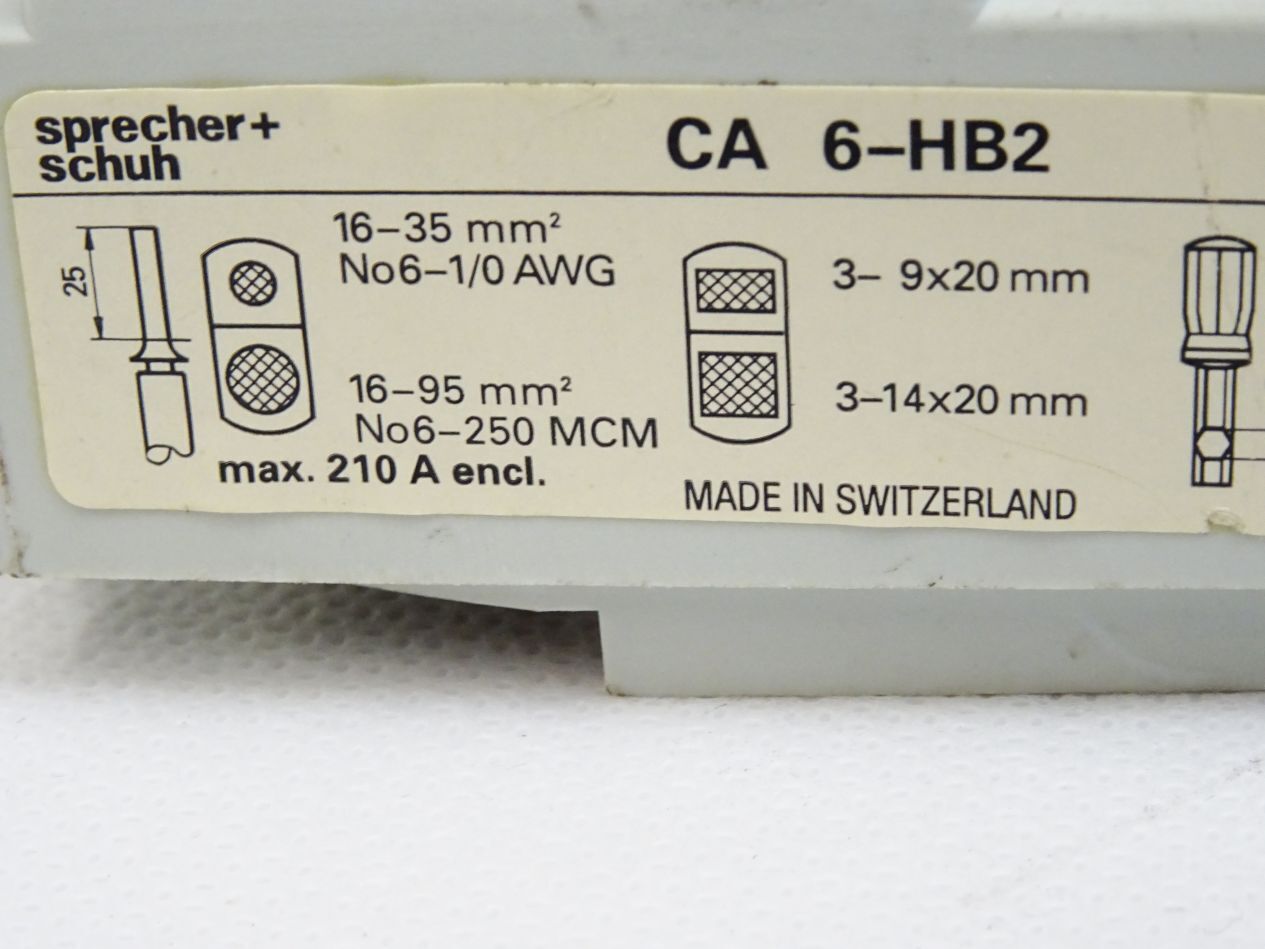 sprecher+
schuh
CA 6-HB2
25
16-35 mm²
No6-1/0 AWG
16-95 mm²
No6-250 MCM
max. 210 A encl.
3- 9x20 mm
3-14x20 mm
MADE IN SWITZERLAND